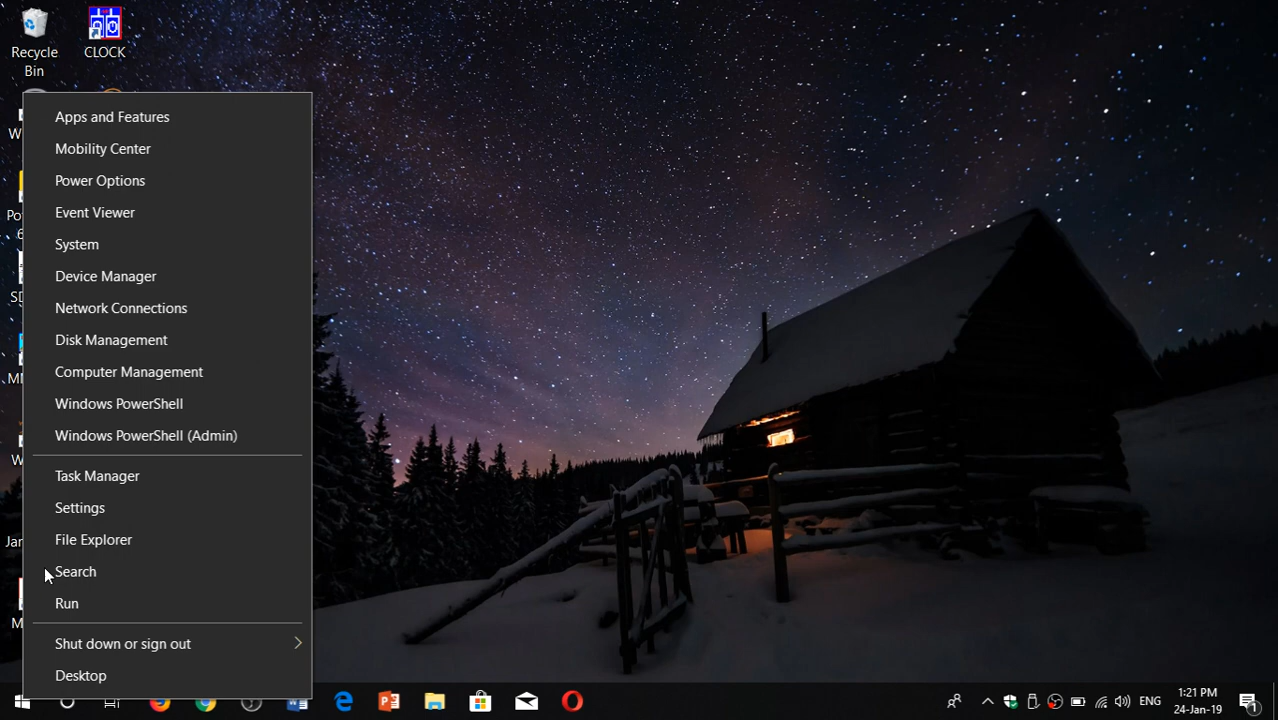 Recycle
Bin
CLOCK
Apps and Features
Mobility Center
Power Options
Event Viewer
System
Device Manager
Network Connections
Disk Management
Computer Management
Windows PowerShell
Windows PowerShell (Admin)
Task Manager
Settings
File Explorer
Search
Run
Shut down or sign out
Desktop
ENG
1:21 PM
24-Jan-19
1